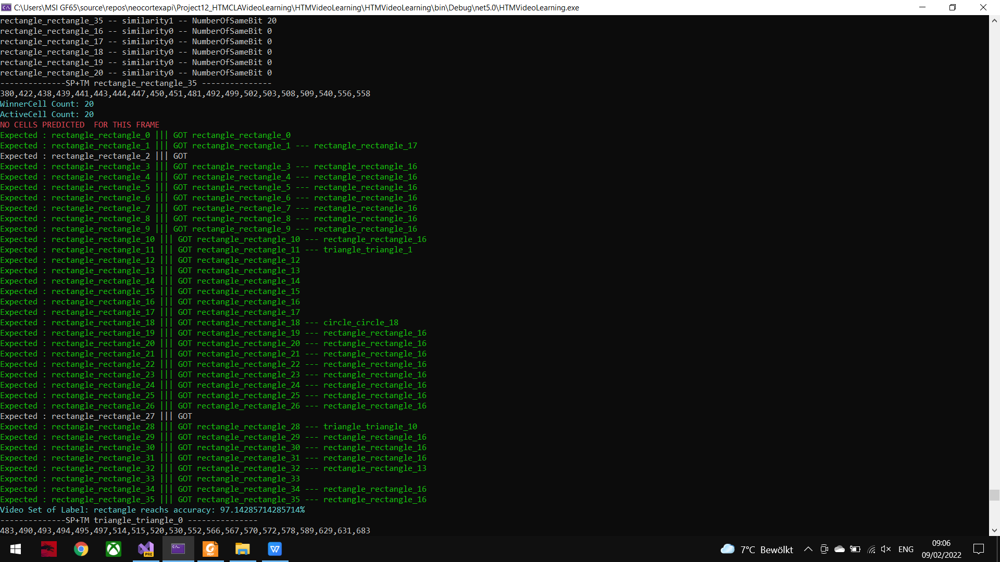 C:\Users\MSI GF65\source\repos\neocortexapi\Project12_HTMCLAVideoLearning\HTMVideoLearning\HTMVideoLearning\bin\Debug\net5.0\HTMVideoLearning.exe
rectangle_rectangle_35 -- similarity1 -- NumberOfSameBit 20
rectangle_rectangle_16 -- similarity0 -- NumberOfSameBit 0
rectangle_rectangle_17 -- similarity0 -- NumberOfSameBit 0
rectangle_rectangle_18 -- similarity0 -- NumberOfSameBit 0
rectangle_rectangle_19 -- similarity0 -- NumberOfSameBit 0
rectangle_rectangle_20 -- similarity0 -- NumberOfSameBit 0
--------------SP+TM rectangle_rectangle_35 ---------------
380,422,438,439,441,443,444,447,450,451,481,492,499,502,503,508,509,540,556,558
WinnerCell Count: 20
ActiveCell Count: 20
NO CELLS PREDICTED  FOR THIS FRAME
Expected : rectangle_rectangle_0 ||| GOT rectangle_rectangle_0
Expected : rectangle_rectangle_1 ||| GOT rectangle_rectangle_1 --- rectangle_rectangle_17
Expected : rectangle_rectangle_2 ||| GOT
Expected : rectangle_rectangle_3 ||| GOT rectangle_rectangle_3 --- rectangle_rectangle_16
Expected : rectangle_rectangle_4 ||| GOT rectangle_rectangle_4 --- rectangle_rectangle_16
Expected : rectangle_rectangle_5 ||| GOT rectangle_rectangle_5 --- rectangle_rectangle_16
Expected : rectangle_rectangle_6 ||| GOT rectangle_rectangle_6 --- rectangle_rectangle_16
Expected : rectangle_rectangle_7 ||| GOT rectangle_rectangle_7 --- rectangle_rectangle_16
Expected : rectangle_rectangle_8 ||| GOT rectangle_rectangle_8 --- rectangle_rectangle_16
Expected : rectangle_rectangle_9 ||| GOT rectangle_rectangle_9 --- rectangle_rectangle_16
Expected : rectangle_rectangle_10 ||| GOT rectangle_rectangle_10 --- rectangle_rectangle_16
Expected : rectangle_rectangle_11 ||| GOT rectangle_rectangle_11 --- triangle_triangle_1
Expected : rectangle_rectangle_12 ||| GOT rectangle_rectangle_12
Expected : rectangle_rectangle_13 ||| GOT rectangle_rectangle_13
Expected : rectangle_rectangle_14 ||| GOT rectangle_rectangle_14
Expected : rectangle_rectangle_15 ||| GOT rectangle_rectangle_15
Expected : rectangle_rectangle_16 ||| GOT rectangle_rectangle_16
Expected : rectangle_rectangle_17 ||| GOT rectangle_rectangle_17
Expected : rectangle_rectangle_18 ||| GOT rectangle_rectangle_18 --- circle_circle_18
Expected : rectangle_rectangle_19 ||| GOT rectangle_rectangle_19 --- rectangle_rectangle_16
Expected : rectangle_rectangle_20 ||| GOT rectangle_rectangle_20 --- rectangle_rectangle_16
Expected : rectangle_rectangle_21 ||| GOT rectangle_rectangle_21 --- rectangle_rectangle_16
Expected : rectangle_rectangle_22 ||| GOT rectangle_rectangle_22 --- rectangle_rectangle_16
Expected : rectangle_rectangle_23 ||| GOT rectangle_rectangle_23 --- rectangle_rectangle_16
Expected : rectangle_rectangle_24 ||| GOT rectangle_rectangle_24 --- rectangle_rectangle_16
Expected : rectangle_rectangle_25 ||| GOT rectangle_rectangle_25 --- rectangle_rectangle_16
Expected : rectangle_rectangle_26 ||| GOT rectangle_rectangle_26 --- rectangle_rectangle_16
Expected : rectangle_rectangle_27 ||| GOT
Expected : rectangle_rectangle_28 ||| GOT rectangle_rectangle_28 --- triangle_triangle_10
Expected : rectangle_rectangle_29 ||| GOT rectangle_rectangle_29 --- rectangle_rectangle_16
Expected : rectangle_rectangle_30 ||| GOT rectangle_rectangle_30 --- rectangle_rectangle_16
Expected : rectangle_rectangle_31 ||| GOT rectangle_rectangle_31 --- rectangle_rectangle_16
Expected : rectangle_rectangle_32 ||| GOT rectangle_rectangle_32 --- rectangle_rectangle_13
Expected : rectangle_rectangle_33 ||| GOT rectangle_rectangle_33
Expected : rectangle_rectangle_34 ||| GOT rectangle_rectangle_34 --- rectangle_rectangle_16
Expected : rectangle_rectangle_35 ||| GOT rectangle_rectangle_35 --- rectangle_rectangle_16
Video Set of Label: rectangle reachs accuracy: 97.14285714285714%
--------------SP+TM triangle_triangle_0 ---------------
483,490,493,494,495,497,514,515,520,530,552,566,567,570,572,578,589,629,631,683
7°C Bewölkt
ENG
09:06
09/02/2022